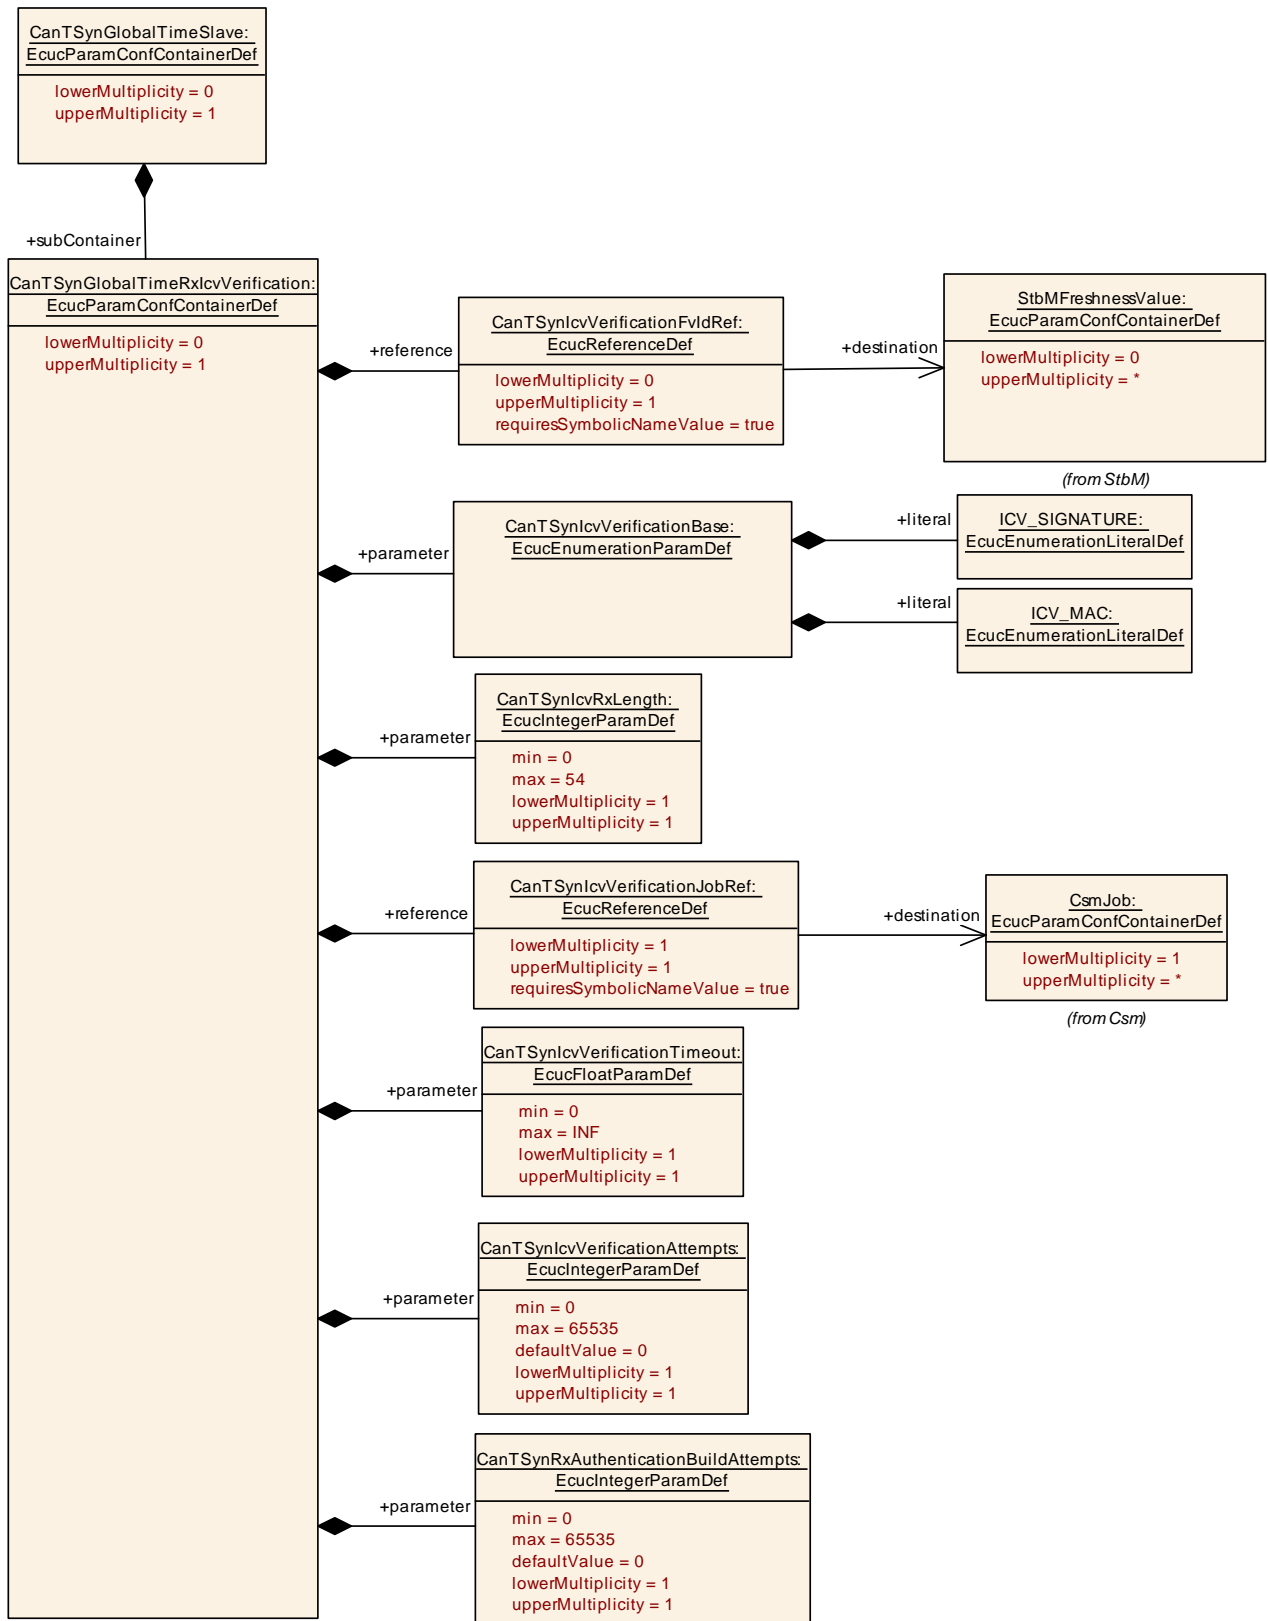 CanTSynGlobalTimeSlave:
EcucParamConfContainerDef
lowerMultiplicity = 0
upperMultiplicity = 1
+subContainer
CanTSynGlobalTimeRxIcvVerification:
EcucParamConfContainerDef
lowerMultiplicity = 0
upperMultiplicity = 1
+reference
CanTSynIcvVerificationFvIdRef:
EcucReferenceDef
lowerMultiplicity = 0
upperMultiplicity = 1
requiresSymbolicNameValue = true
+destination
StbMFreshnessValue:
EcucParamConfContainerDef
lowerMultiplicity = 0
upperMultiplicity = *
(from StbM)
+parameter
CanTSynIcvVerificationBase:
EcucEnumerationParamDef
+literal
ICV_SIGNATURE:
EcucEnumerationLiteralDef
+literal
ICV_MAC:
EcucEnumerationLiteralDef
+parameter
CanTSynIcvRxLength:
EcucIntegerParamDef
min = 0
max = 54
lowerMultiplicity = 1
upperMultiplicity = 1
+reference
CanTSynIcvVerificationJobRef:
EcucReferenceDef
lowerMultiplicity = 1
upperMultiplicity = 1
requiresSymbolicNameValue = true
+destination
CsmJob:
EcucParamConfContainerDef
lowerMultiplicity = 1
upperMultiplicity = *
(from Csm)
+parameter
CanTSynIcvVerificationTimeout:
EcucFloatParamDef
min = 0
max = INF
lowerMultiplicity = 1
upperMultiplicity = 1
+parameter
CanTSynIcvVerificationAttempts:
EcucIntegerParamDef
min = 0
max = 65535
defaultValue = 0
lowerMultiplicity = 1
upperMultiplicity = 1
+parameter
CanTSynRxAuthenticationBuildAttempts:
EcucIntegerParamDef
min = 0
max = 65535
defaultValue = 0
lowerMultiplicity = 1
upperMultiplicity = 1